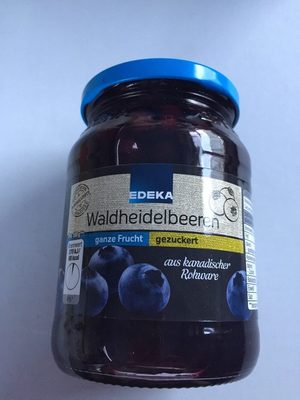 EDEKA
Waldheidelbeeren
ganze Frucht gezuckert
aus kanadischer
Rohware